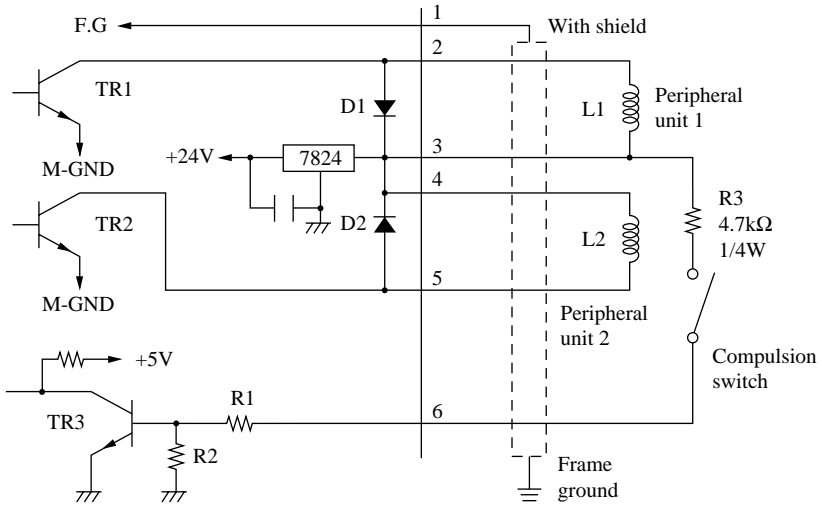 F.G
1
With shield
2
TR1
D1
L1
Peripheral
unit 1
M-GND
+24V
7824
3
4
TR2
D2
L2
R3
4.7kΩ
1/4W
M-GND
5
Peripheral
unit 2
+5V
Compulsion
switch
TR3
R1
6
R2
Frame
ground